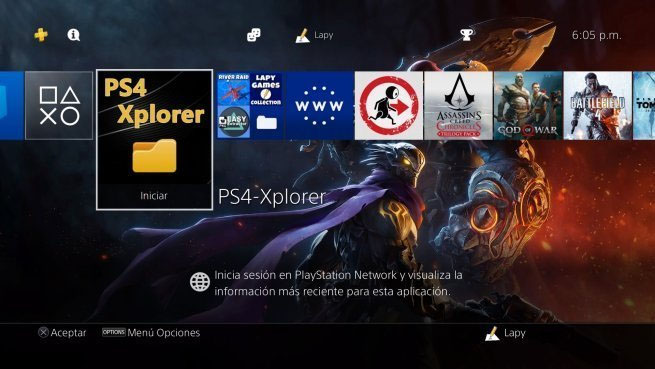 Lapy
6:05 p.m.
PS4
Xplorer
Iniciar
RIVER RAID
LAPY
GAMES
COLLECTION
EASY
WWW
ASSASSIN'S
CREED
CHRONICLES
TRILOGY PACK
GOD OF WAR
BATTLEFIELD
TOM
PS4-Xplorer
Inicia sesión en PlayStation Network y visualiza la
información más reciente para esta aplicación.
Aceptar
OPTIONS Menú Opciones
Lapy